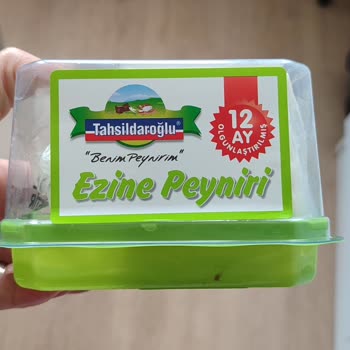 Tahsildaroğlu®
"Benim Peynirim"
Ezine Peyniri
12
AY
OLGUNLAŞTIRILMIŞ